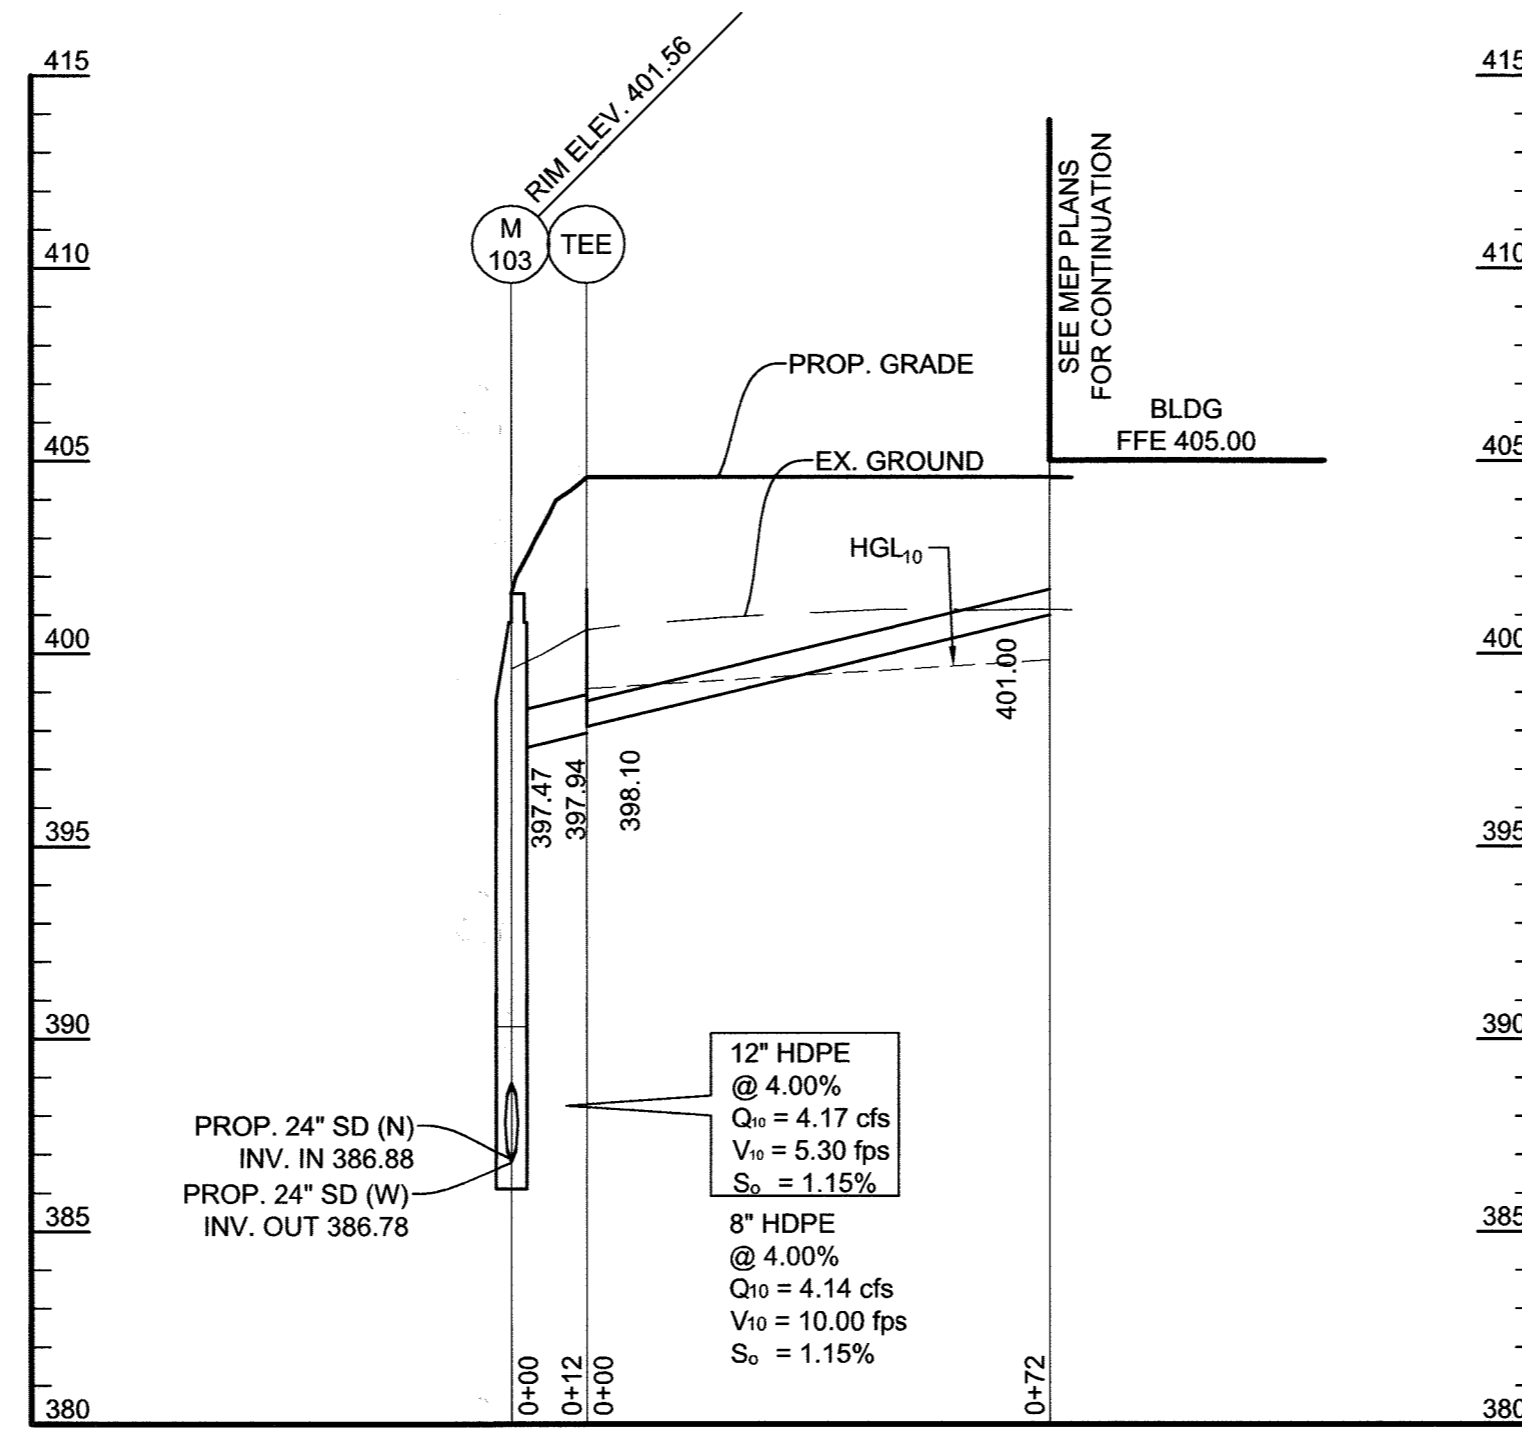 RIM ELEV. 401.56
415
415
M
103
TEE
410
410
SEE MEP PLANS
FOR CONTINUATION
PROP. GRADE
BLDG
FFE 405.00
405
405
EX. GROUND
HGL10
400
400
401.00
397.47
397.94
398.10
395
395
390
390
12" HDPE
@ 4.00%
Q10 = 4.17 cfs
V10 = 5.30 fps
So = 1.15%
PROP. 24" SD (N)
INV. IN 386.88
PROP. 24" SD (W)
INV. OUT 386.78
385
385
8" HDPE
@ 4.00%
Q10 = 4.14 cfs
V10 = 10.00 fps
So = 1.15%
0+00
0+12
0+00
0+72
380
380